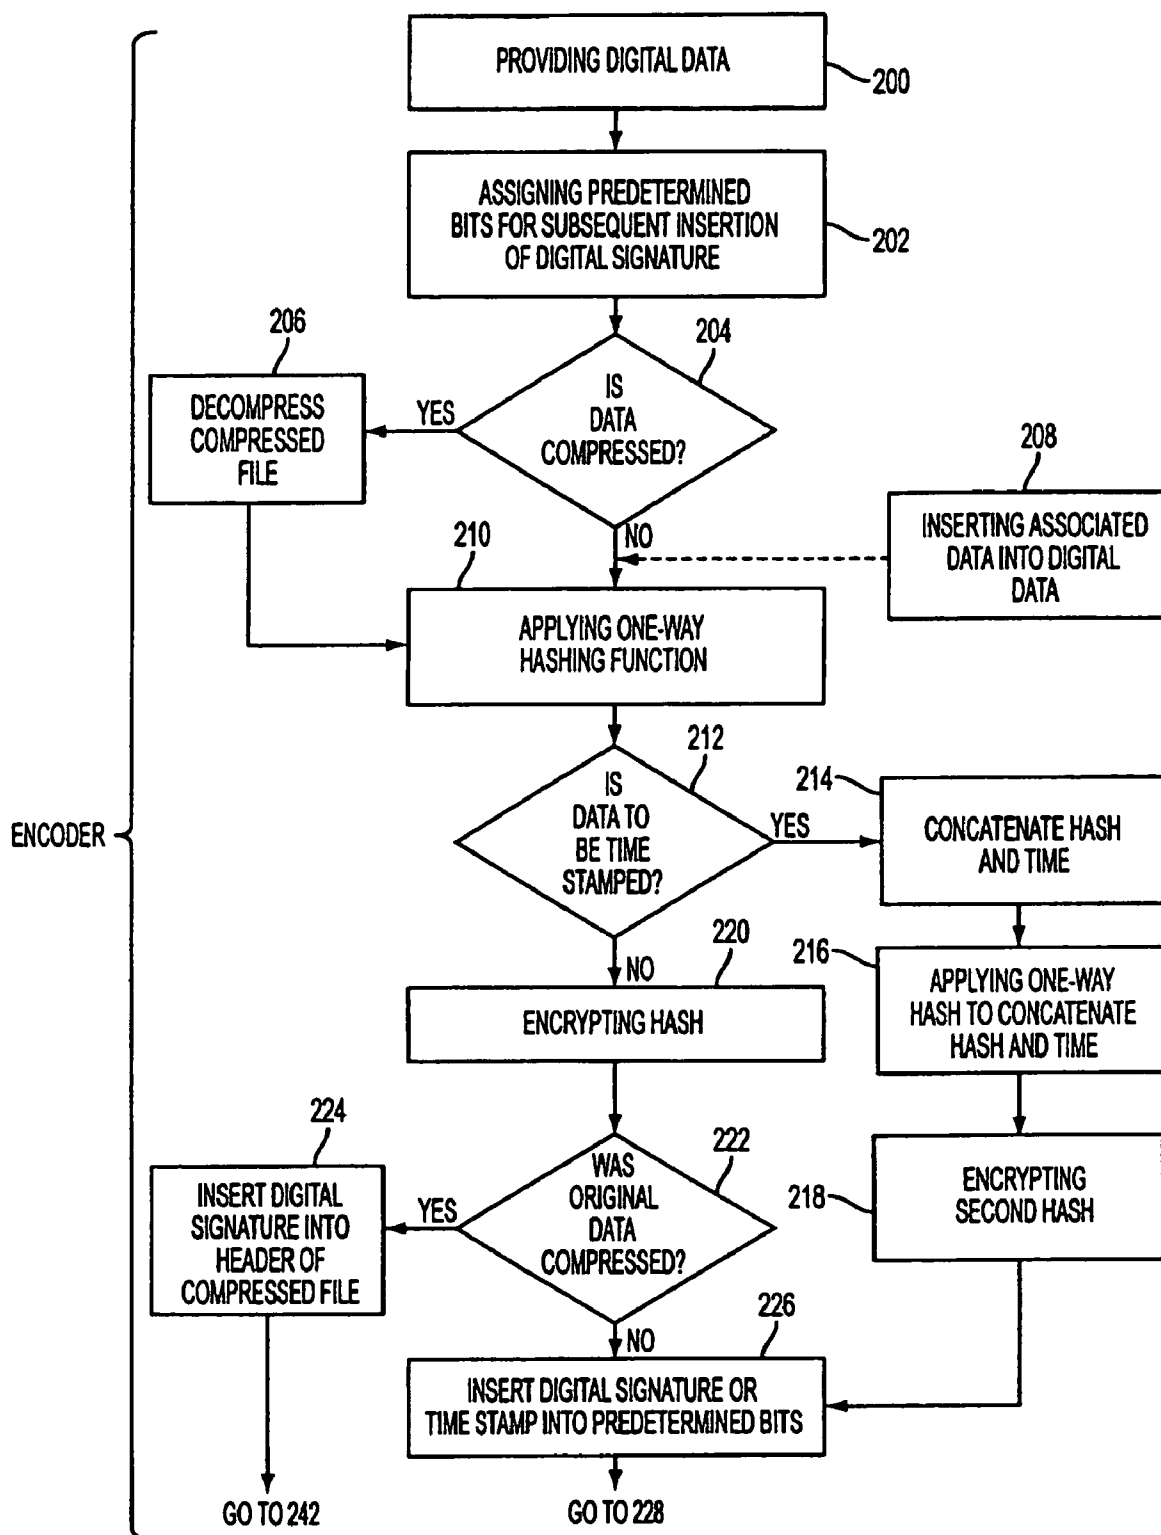 PROVIDING DIGITAL DATA
200
ASSIGNING PREDETERMINED
BITS FOR SUBSEQUENT INSERTION
OF DIGITAL SIGNATURE
202
206
204
DECOMPRESS
COMPRESSED
FILE
YES
IS
DATA
COMPRESSED?
208
INSERTING ASSOCIATED
DATA INTO DIGITAL
DATA
NO
210
APPLYING ONE-WAY
HASHING FUNCTION
212
ENCODER
IS
DATA TO
BE TIME
STAMPED?
YES
214
CONCATENATE HASH
AND TIME
NO
220
216
APPLYING ONE-WAY
HASH TO CONCATENATE
HASH AND TIME
ENCRYPTING HASH
224
INSERT DIGITAL
SIGNATURE INTO
HEADER OF
COMPRESSED FILE
YES
WAS
ORIGINAL
DATA
COMPRESSED?
222
218
ENCRYPTING
SECOND HASH
NO
226
INSERT DIGITAL SIGNATURE OR
TIME STAMP INTO PREDETERMINED BITS
GO TO 242
GO TO 228